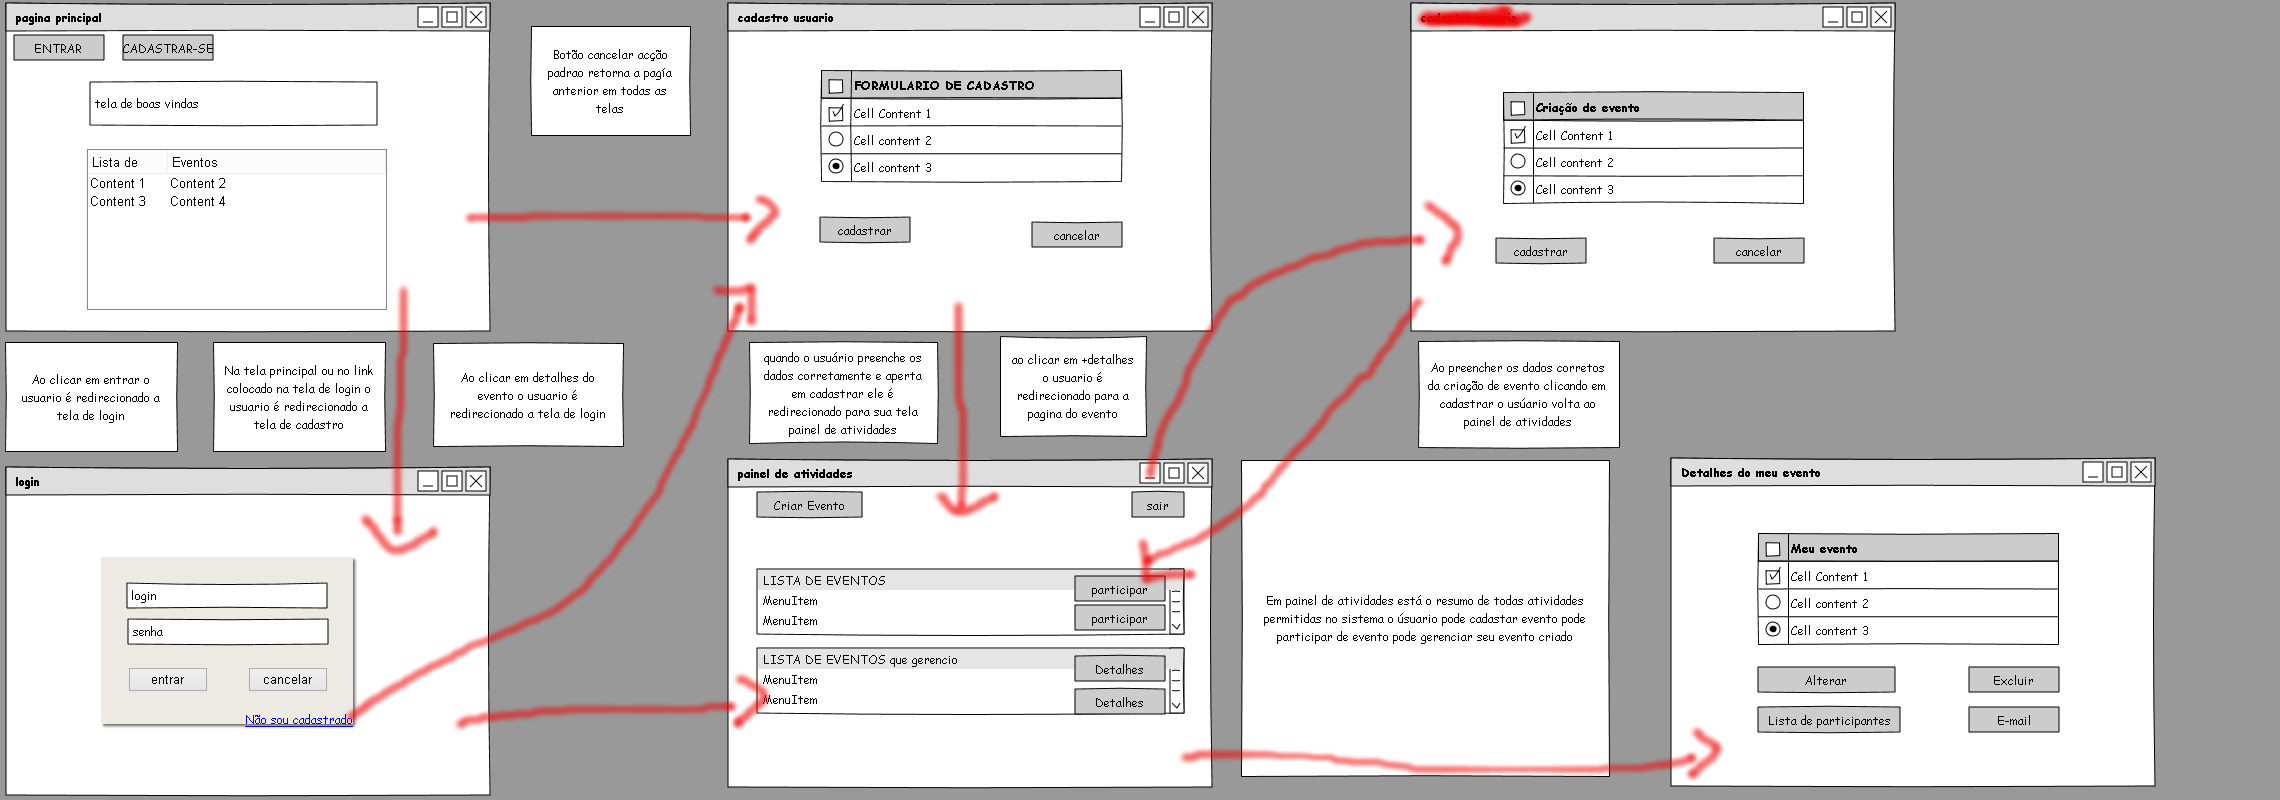 pagina principal
ENTRAR
CADASTRAR-SE
tela de boas vindas
Lista de Eventos
Content 1 Content 2
Content 3 Content 4
Botão cancelar acção
padrao retorna a pagía
anterior em todas as
telas
cadastro usuario
FORMULARIO DE CADASTRO
Cell Content 1
Cell content 2
Cell content 3
cadastrar
cancelar
Criação de evento
Cell Content 1
Cell content 2
Cell content 3
cadastrar
cancelar
Ao clicar em entrar o
usuario é redirecionado a
tela de login
Na tela principal ou no link
colocado na tela de login o
usuario é redirecionado a
tela de cadastro
Ao clicar em detalhes do
evento o usuario é
redirecionado a tela de login
quando o usuário preenche os
dados corretamente e aperta
em cadastrar ele é
redirecionado para sua tela
painel de atividades
ao clicar em +detalhes
o usuario é
redirecionado para a
pagina do evento
Ao preencher os dados corretos
da criação de evento clicando em
cadastrar o usúario volta ao
painel de atividades
login
login
senha
entrar
cancelar
Não sou cadastrado
painel de atividades
Criar Evento
sair
LISTA DE EVENTOS
MenuItem
MenuItem
participar
participar
LISTA DE EVENTOS que gerencio
MenuItem
MenuItem
Detalhes
Detalhes
Em painel de atividades está o resumo de todas atividades
permitidas no sistema o úsuario pode cadastar evento pode
participar de evento pode gerenciar seu evento criado
Detalhes do meu evento
Meu evento
Cell Content 1
Cell content 2
Cell content 3
Alterar
Excluir
Lista de participantes
E-mail